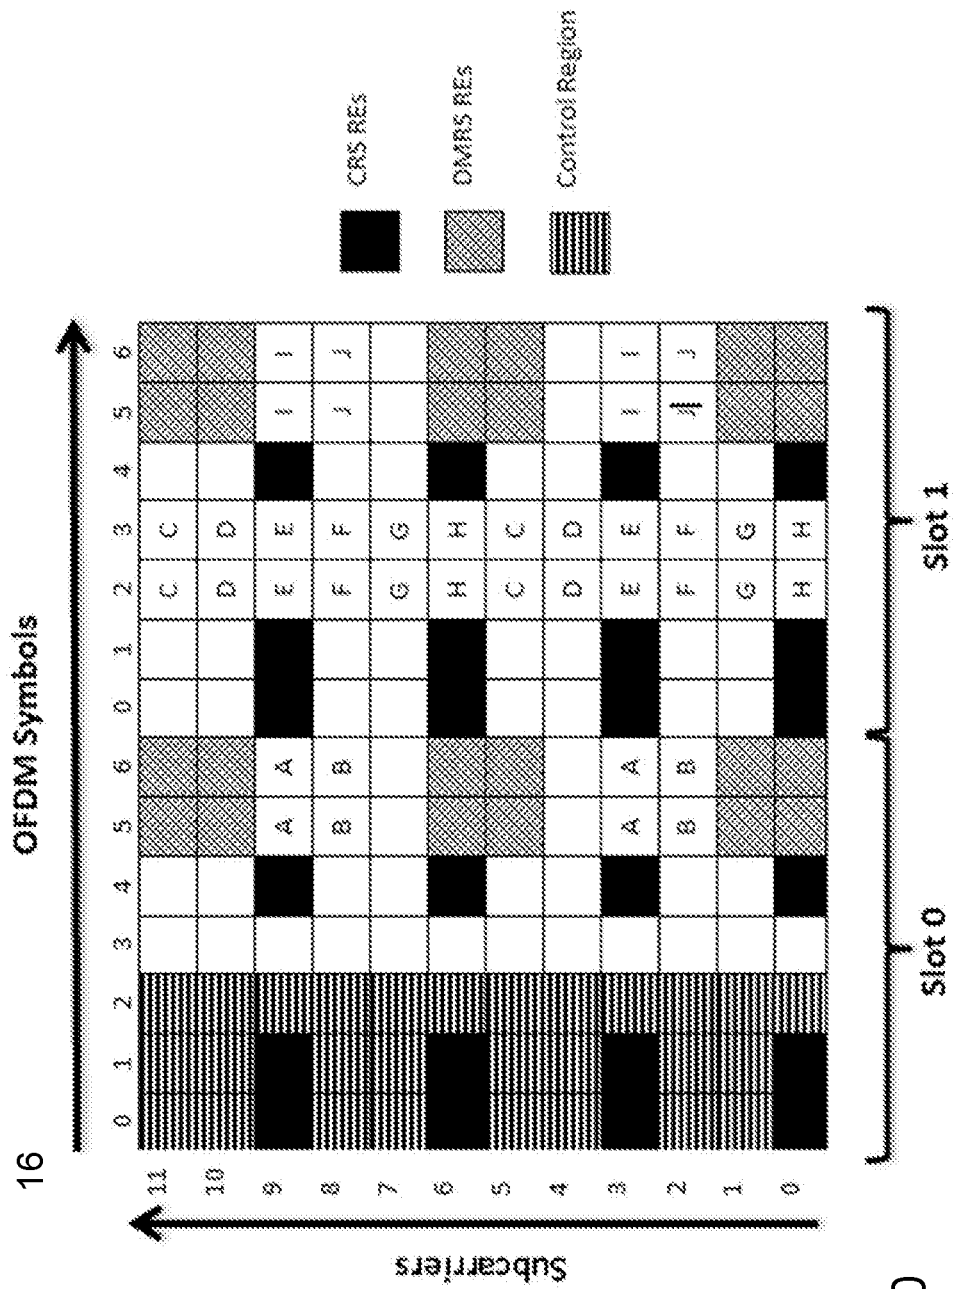 16
OFDM Symbols
0 1 2 3 4 5 6 0 1 2 3 4 5 6
11 C C
10 D D
9 A A E E I I
8 B B F F J J
7 G G
6 H H
5 C C
4 D D
3 A A E E I I
2 B B F F J J
1 G G
0 H H
Subcarriers
Slot 0
Slot 1
CRS REs
DMRS REs
Control Region